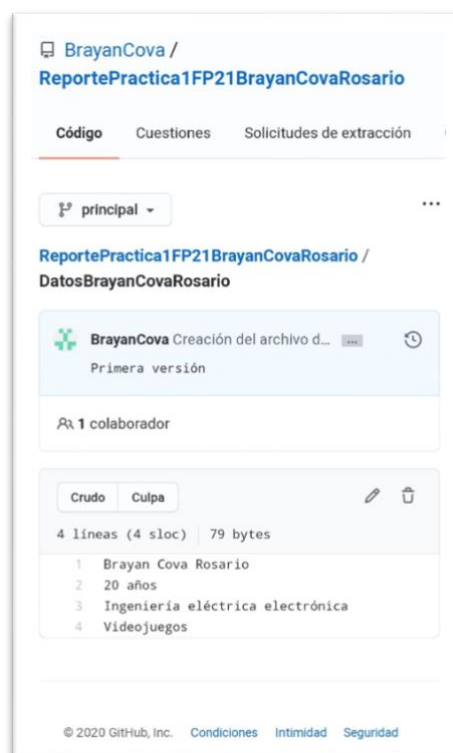 BrayanCova /
ReportePractica1FP21BrayanCovaRosario
Código Cuestiones Solicitudes de extracción
principal
ReportePractica1FP21BrayanCovaRosario /
DatosBrayanCovaRosario
BrayanCova Creación del archivo d... ...
Primera versión
1 colaborador
Crudo Culpa
4 líneas (4 sloc) 79 bytes
1 Brayan Cova Rosario
2 20 años
3 Ingeniería eléctrica electrónica
4 Videojuegos
© 2020 GitHub, Inc. Condiciones Intimidad Seguridad